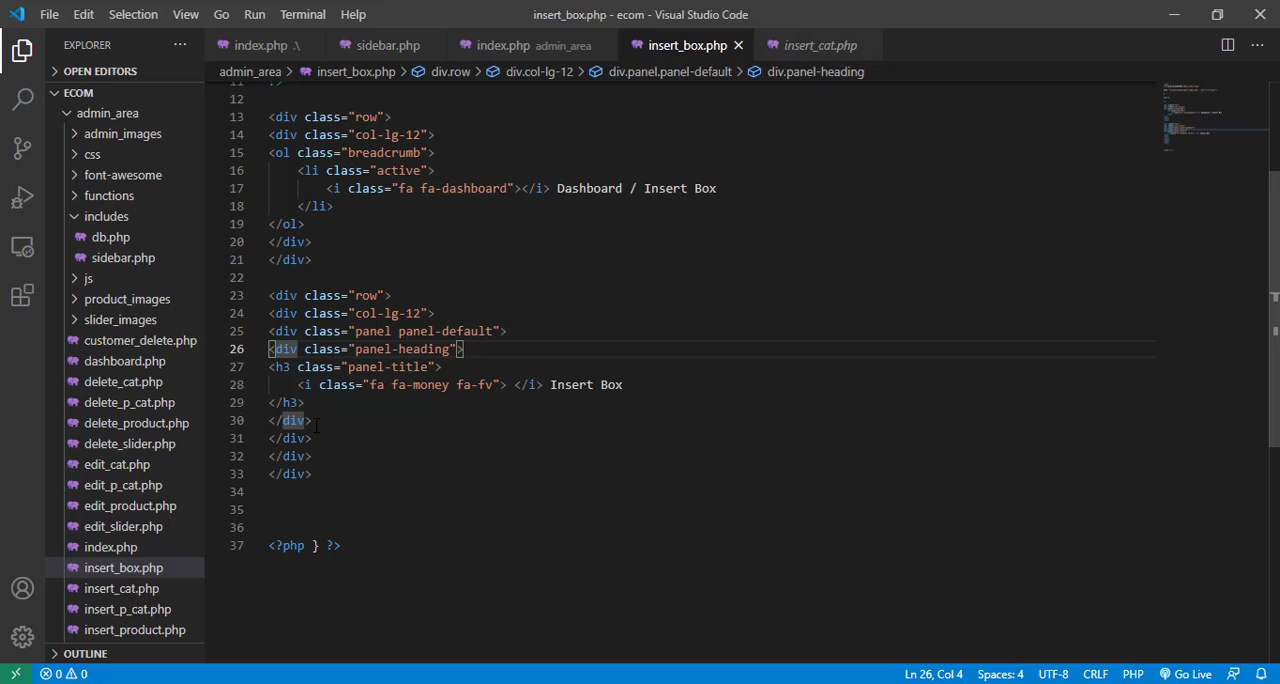 File Edit Selection View Go Run Terminal Help
insert_box.php - ecom - Visual Studio Code
EXPLORER
index.php .\
sidebar.php
index.php admin_area
insert_box.php
insert_cat.php
OPEN EDITORS
ECOM
admin_area
admin_images
css
font-awesome
functions
includes
db.php
sidebar.php
js
product_images
slider_images
customer_delete.php
dashboard.php
delete_cat.php
delete_p_cat.php
delete_product.php
delete_slider.php
edit_cat.php
edit_p_cat.php
edit_product.php
edit_slider.php
index.php
insert_box.php
insert_cat.php
insert_p_cat.php
insert_product.php
OUTLINE
admin_area > insert_box.php > div.row > div.col-lg-12 > div.panel.panel-default > div.panel-heading
11 ?>
12
13 <div class="row">
14 <div class="col-lg-12">
15 <ol class="breadcrumb">
16 <li class="active">
17 <i class="fa fa-dashboard"></i> Dashboard / Insert Box
18 </li>
19 </ol>
20 </div>
21 </div>
22
23 <div class="row">
24 <div class="col-lg-12">
25 <div class="panel panel-default">
26 <div class="panel-heading">
27 <h3 class="panel-title">
28 <i class="fa fa-money fa-fv"> </i> Insert Box
29 </h3>
30 </div>
31 </div>
32 </div>
33 </div>
34
35
36
37 <?php } ?>
0 0
Ln 26, Col 4 Spaces: 4 UTF-8 CRLF PHP Go Live